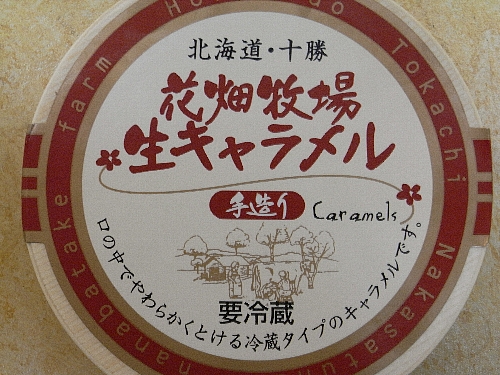 北海道・十勝
花畑牧場
生キャラメル
手造り
Caramels
要冷蔵
口の中でやわらかくとける冷蔵タイプのキャラメルです。
Tokachi
hanabatake farm